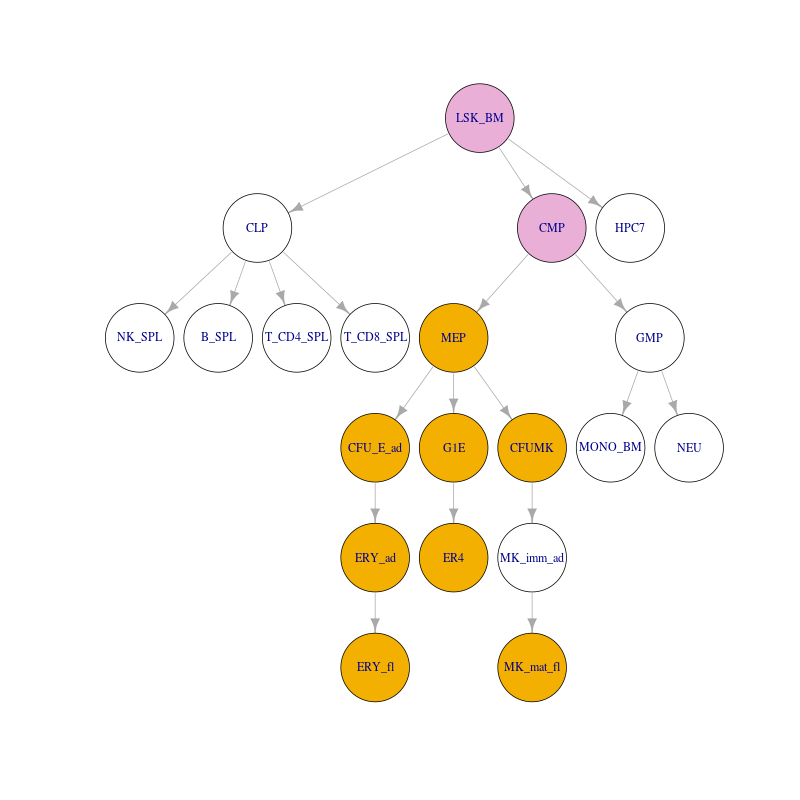 LSK_BM
CLP
CMP
HPC7
NK_SPL
B_SPL
T_CD4_SPL
T_CD8_SPL
MEP
GMP
CFU_E_ad
G1E
CFUMK
MONO_BM
NEU
ERY_ad
ER4
MK_imm_ad
ERY_fl
MK_mat_fl